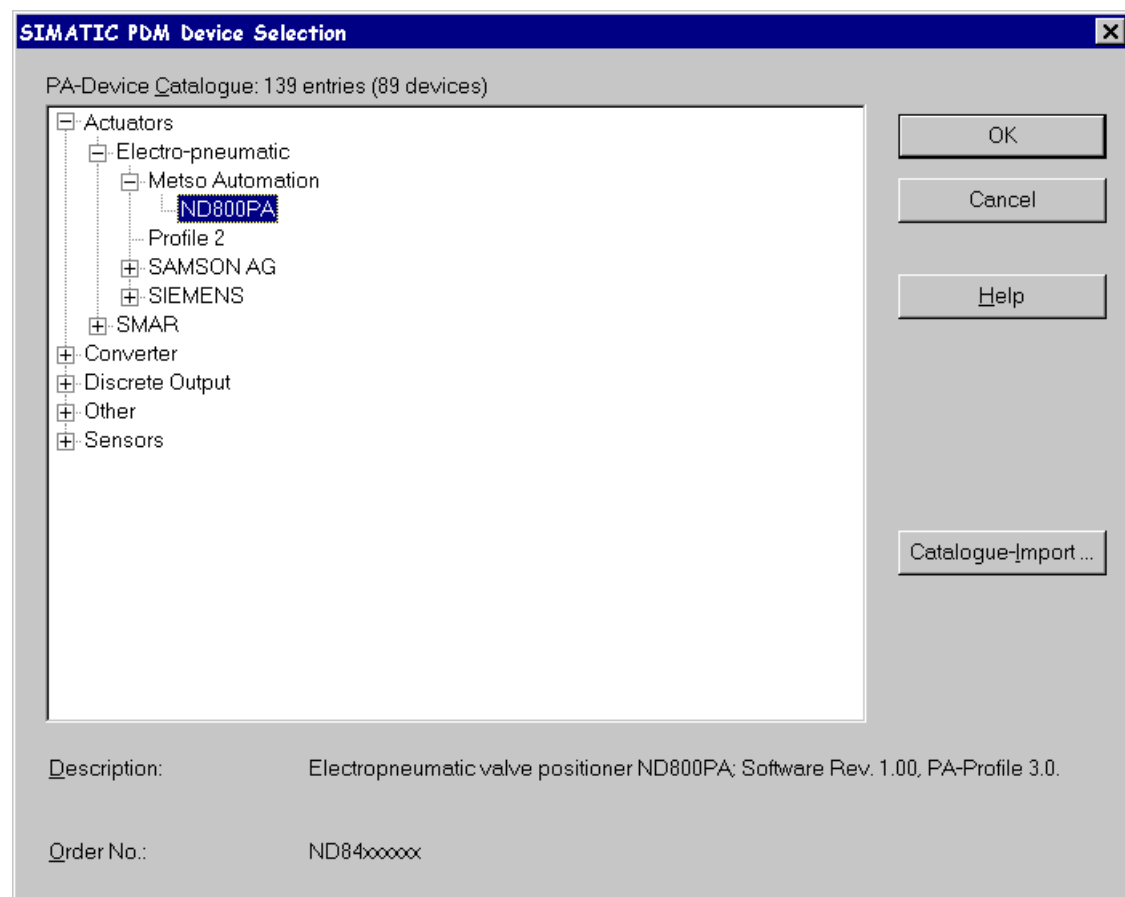 SIMATIC PDM Device Selection
PA-Device Catalogue: 139 entries (89 devices)
Actuators
Electro-pneumatic
Metso Automation
ND800PA
Profile 2
SAMSON AG
SIEMENS
SMAR
Converter
Discrete Output
Other
Sensors
OK
Cancel
Help
Catalogue-Import ...
Description: Electropneumatic valve positioner ND800PA; Software Rev. 1.00, PA-Profile 3.0.
Order No.: ND84xxxxxx